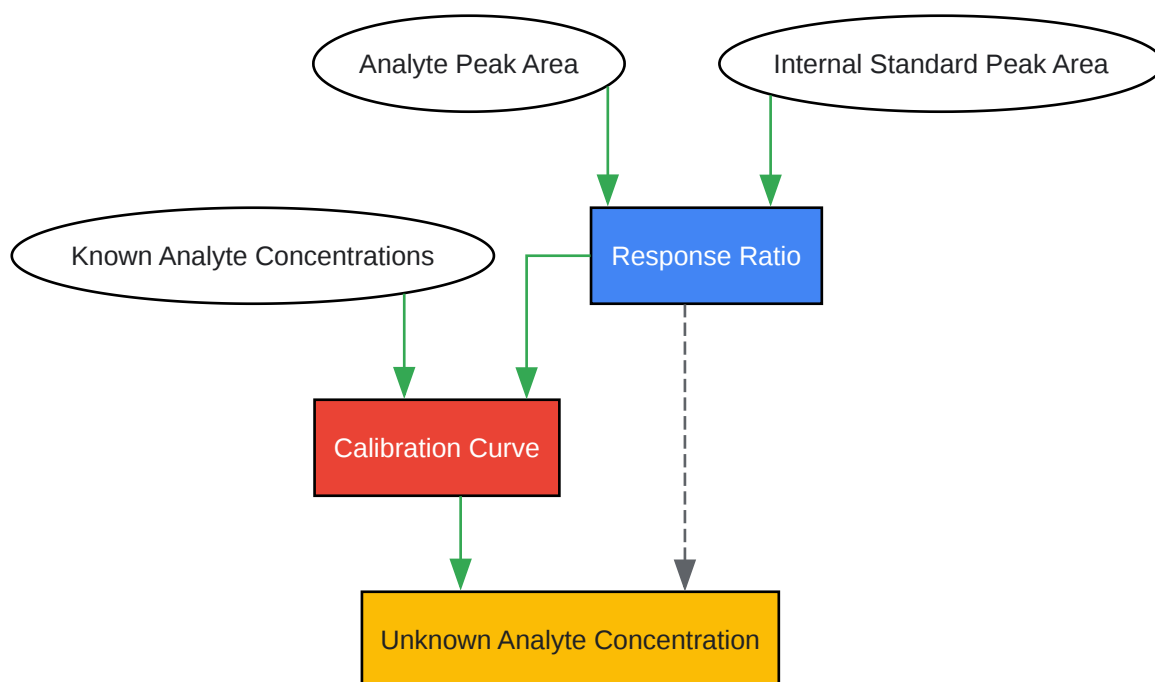 Analyte Peak Area
Internal Standard Peak Area
Known Analyte Concentrations
Response Ratio
Calibration Curve
Unknown Analyte Concentration